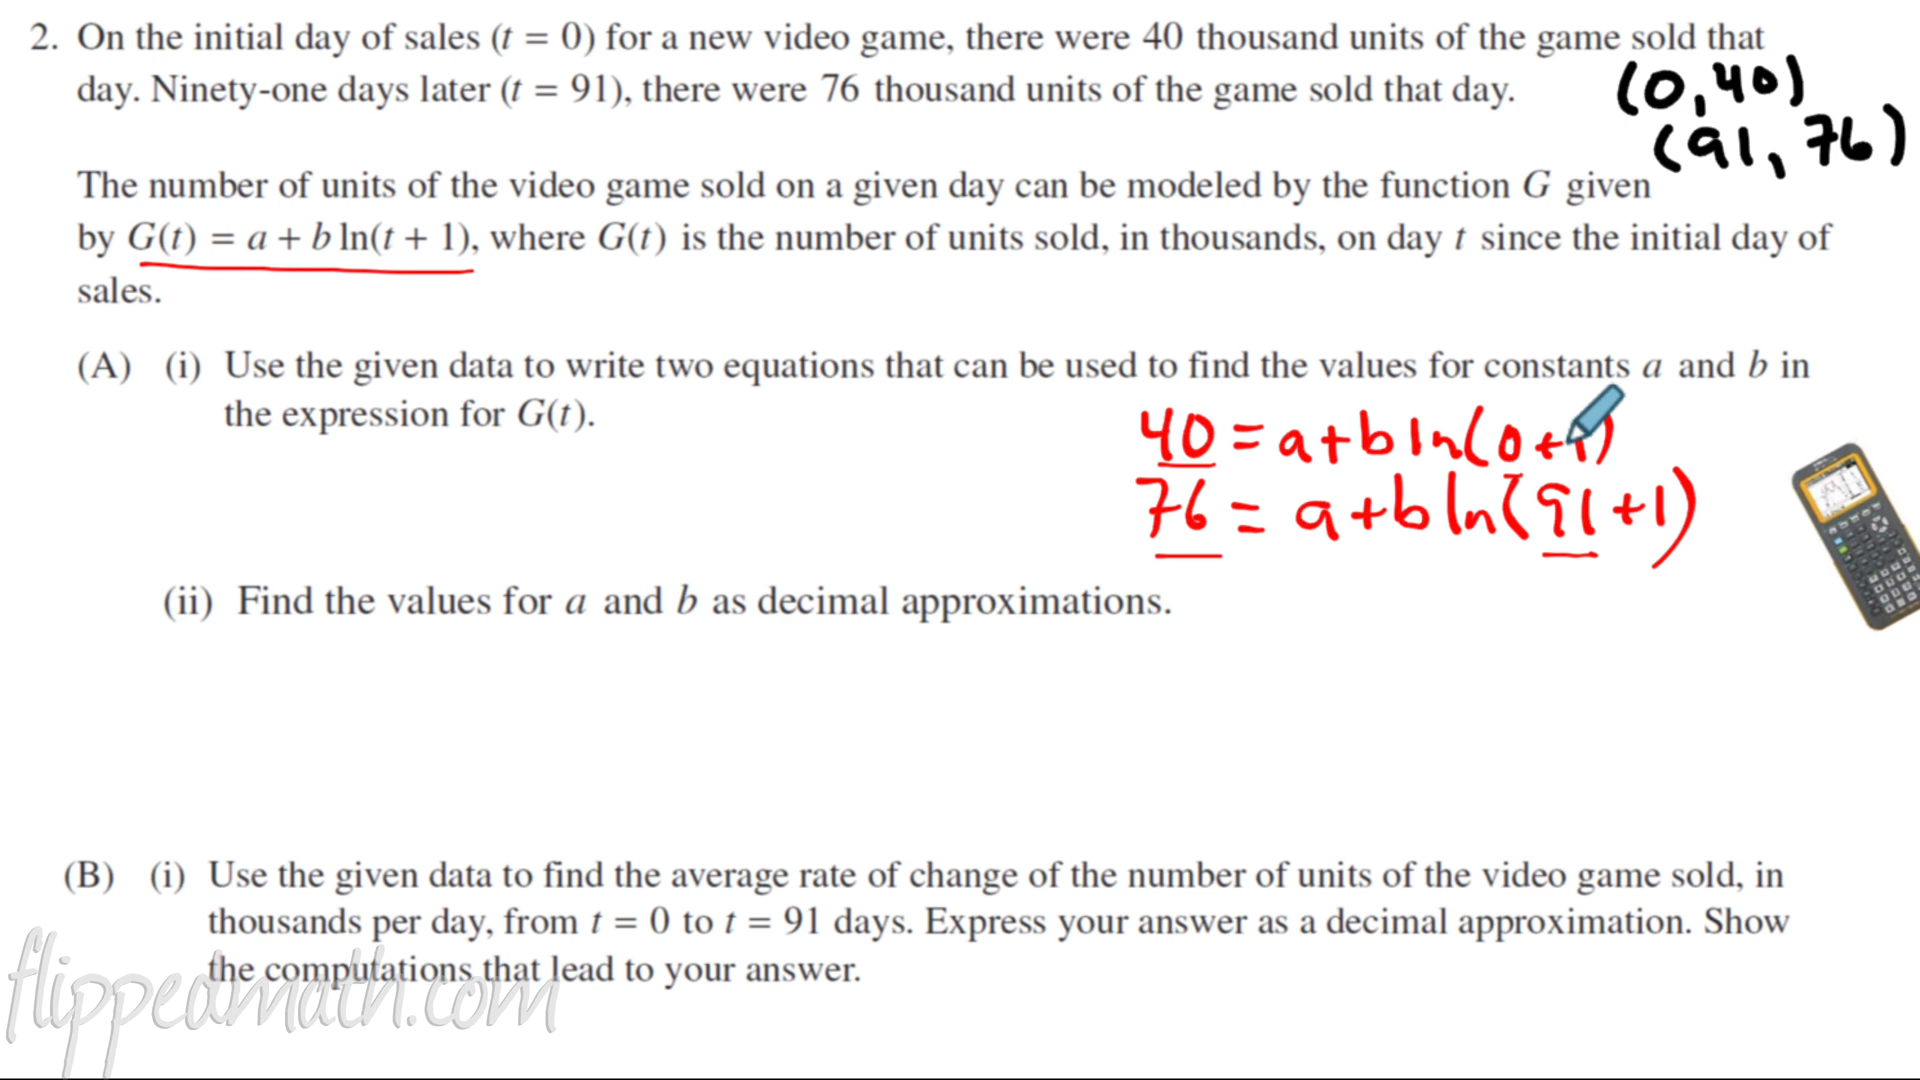 2. On the initial day of sales (t = 0) for a new video game, there were 40 thousand units of the game sold that
day. Ninety-one days later (t = 91), there were 76 thousand units of the game sold that day.
(0,40)
(91,76)
The number of units of the video game sold on a given day can be modeled by the function G given
by G(t) = a + b ln(t + 1), where G(t) is the number of units sold, in thousands, on day t since the initial day of
sales.
(A) (i) Use the given data to write two equations that can be used to find the values for constants a and b in
the expression for G(t).
40 = a+b ln(0+1)
76 = a+b ln(91+1)
(ii) Find the values for a and b as decimal approximations.
(B) (i) Use the given data to find the average rate of change of the number of units of the video game sold, in
thousands per day, from t = 0 to t = 91 days. Express your answer as a decimal approximation. Show
the computations that lead to your answer.
flippedmath.com